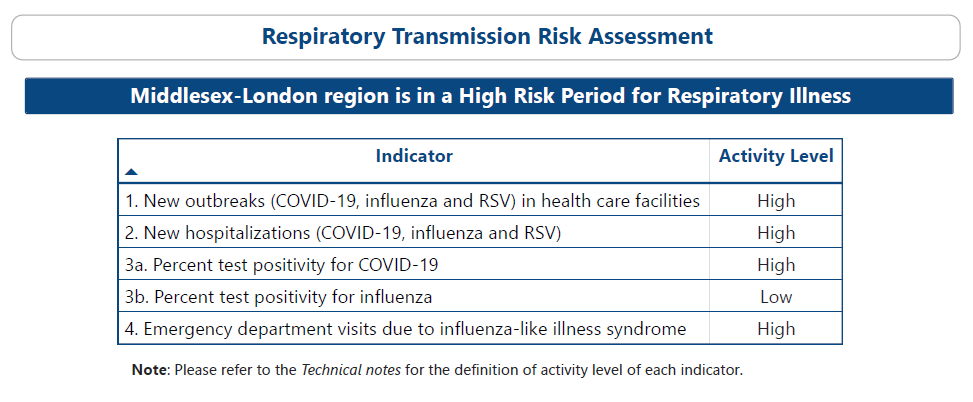 Respiratory Transmission Risk Assessment
Middlesex-London region is in a High Risk Period for Respiratory Illness
Indicator Activity Level
1. New outbreaks (COVID-19, influenza and RSV) in health care facilities High
2. New hospitalizations (COVID-19, influenza and RSV) High
3a. Percent test positivity for COVID-19 High
3b. Percent test positivity for influenza Low
4. Emergency department visits due to influenza-like illness syndrome High
Note: Please refer to the Technical notes for the definition of activity level of each indicator.